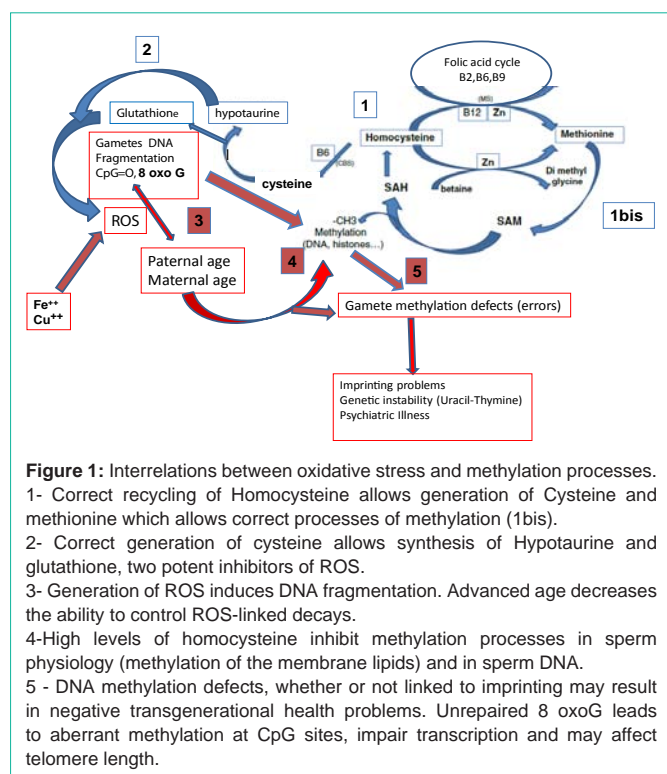 2
Folic acid cycle
B2,B6,B9
(MS)
Glutathione
hypotaurine
1
B12
Zn
Gametes DNA
Fragmentation
CpG=O, 8 oxo G
B6
(CBS)
Homocysteine
Methionine
Zn
cysteine
betaine
Di methyl
glycine
SAH
1bis
ROS
3
-CH3
Methylation
(DNA, histones...)
SAM
Paternal age
Maternal age
4
5
Fe++
Cu++
Gamete methylation defects (errors)
Imprinting problems
Genetic instability (Uracil-Thymine)
Psychiatric Illness
Figure 1: Interrelations between oxidative stress and methylation processes.
1- Correct recycling of Homocysteine allows generation of Cysteine and
methionine which allows correct processes of methylation (1bis).
2- Correct generation of cysteine allows synthesis of Hypotaurine and
glutathione, two potent inhibitors of ROS.
3- Generation of ROS induces DNA fragmentation. Advanced age decreases
the ability to control ROS-linked decays.
4-High levels of homocysteine inhibit methylation processes in sperm
physiology (methylation of the membrane lipids) and in sperm DNA.
5 - DNA methylation defects, whether or not linked to imprinting may result
in negative transgenerational health problems. Unrepaired 8 oxoG leads
to aberrant methylation at CpG sites, impair transcription and may affect
telomere length.